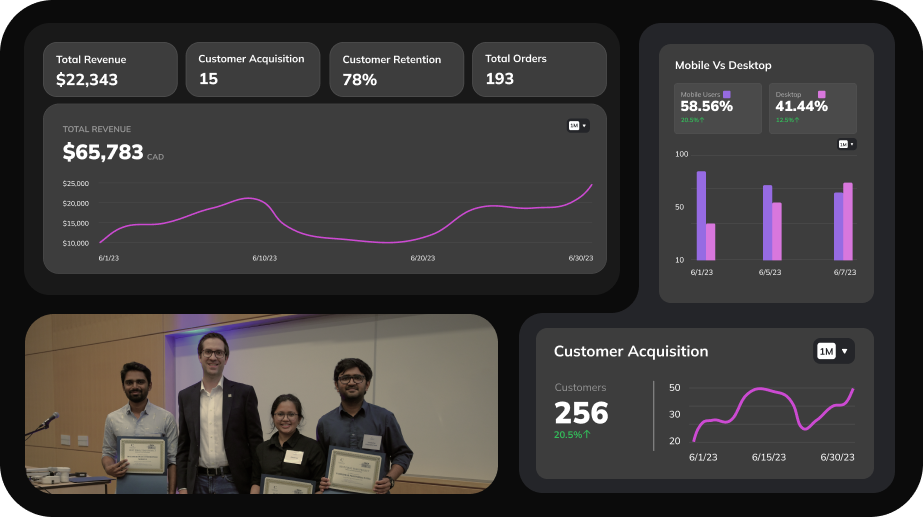 Total Revenue
$22,343
Customer Acquisition
15
Customer Retention
78%
Total Orders
193
TOTAL REVENUE
$65,783 CAD
1M
$25,000
$20,000
$15,000
$10,000
6/1/23
6/10/23
6/20/23
6/30/23
Mobile Vs Desktop
Mobile Users
58.56%
20.5%↑
Desktop
41.44%
12.5%↑
1M
100
50
10
6/1/23
6/5/23
6/7/23
Customer Acquisition
1M
Customers
256
20.5%↑
50
30
20
6/1/23
6/15/23
6/30/23